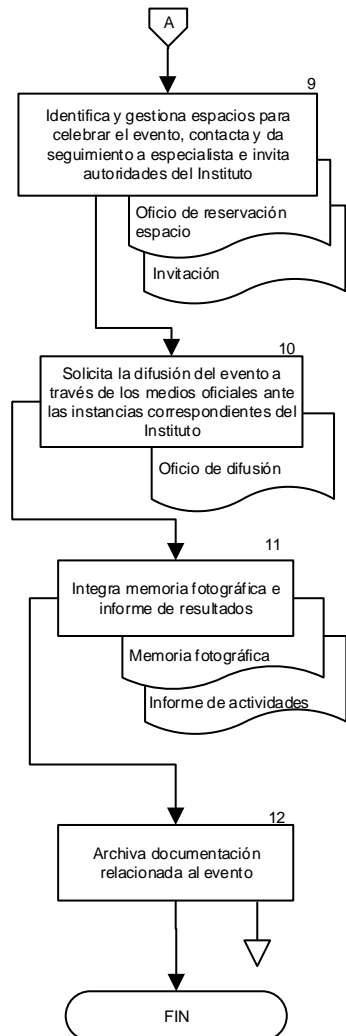 A
9
Identifica y gestiona espacios para
celebrar el evento, contacta y da
seguimiento a especialista e invita
autoridades del Instituto
Oficio de reservación
espacio
Invitación
10
Solicita la difusión del evento a
través de los medios oficiales ante
las instancias correspondientes del
Instituto
Oficio de difusión
11
Integra memoria fotográfica e
informe de resultados
Memoria fotográfica
Informe de actividades
12
Archiva documentación
relacionada al evento
FIN